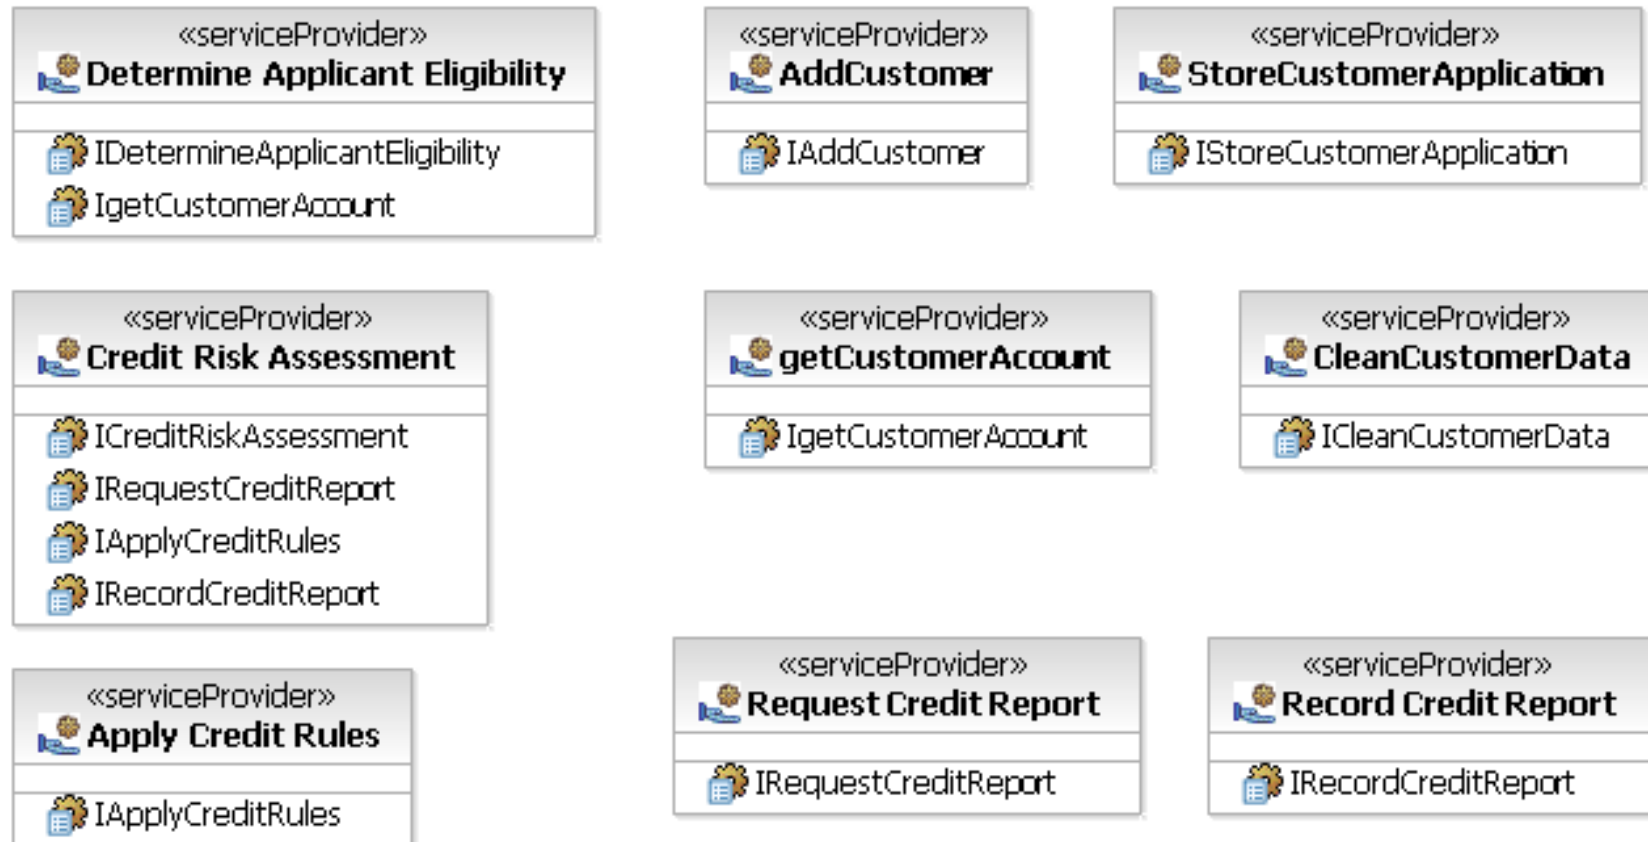 «serviceProvider»
Determine Applicant Eligibility
IDetermineApplicantEligibility
IgetCustomerAccount
«serviceProvider»
AddCustomer
IAddCustomer
«serviceProvider»
StoreCustomerApplication
IStoreCustomerApplication
«serviceProvider»
Credit Risk Assessment
ICreditRiskAssessment
IRequestCreditReport
IApplyCreditRules
IRecordCreditReport
«serviceProvider»
getCustomerAccount
IgetCustomerAccount
«serviceProvider»
CleanCustomerData
ICleanCustomerData
«serviceProvider»
Apply Credit Rules
IApplyCreditRules
«serviceProvider»
Request Credit Report
IRequestCreditReport
«serviceProvider»
Record Credit Report
IRecordCreditReport